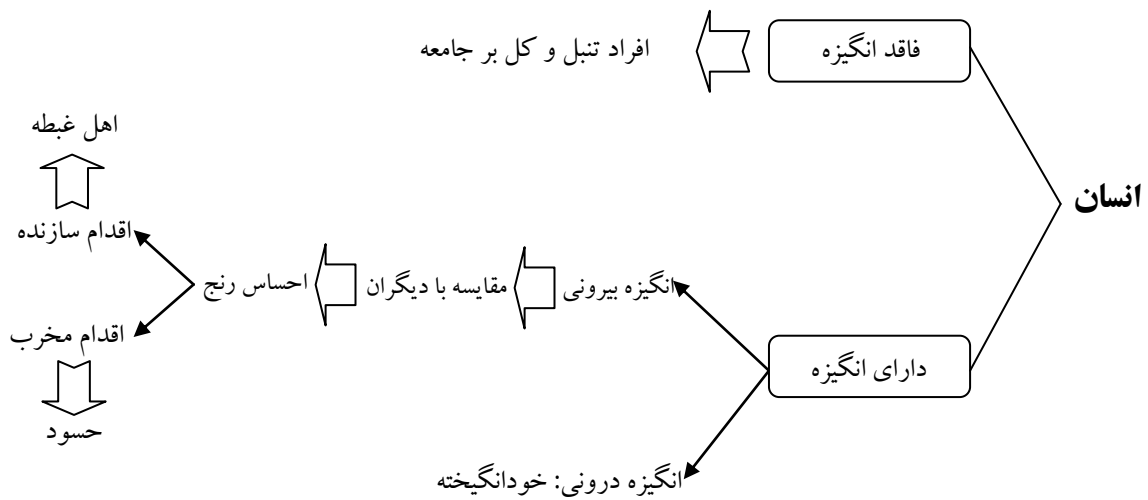 انسان
فاقد انگیزه
افراد تنبل و کل بر جامعه
دارای انگیزه
انگیزه بیرونی
مقایسه با دیگران
احساس رنج
اقدام سازنده
اهل غبطه
اقدام مخرب
حسود
انگیزه درونی: خودانگیخته